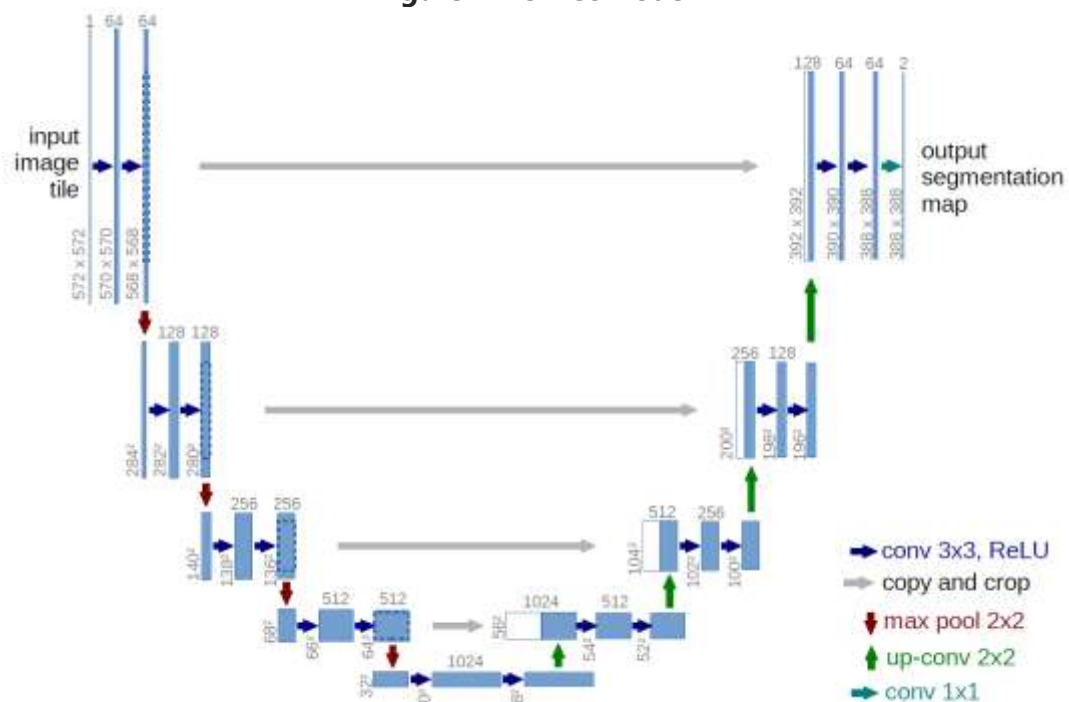 1 64 64
128 64 64 2
input
image
tile
output
segmentation
map
572 x 572
570 x 570
568 x 568
392 x 392
390 x 390
388 x 388
388 x 388
128 128
256 128
284²
282²
280²
200²
198²
196²
256 256
512 256
140²
138²
136²
104²
102²
100²
512 512
1024 512
68²
66²
64²
56²
54²
52²
1024
32²
conv 3x3, ReLU
copy and crop
max pool 2x2
up-conv 2x2
conv 1x1